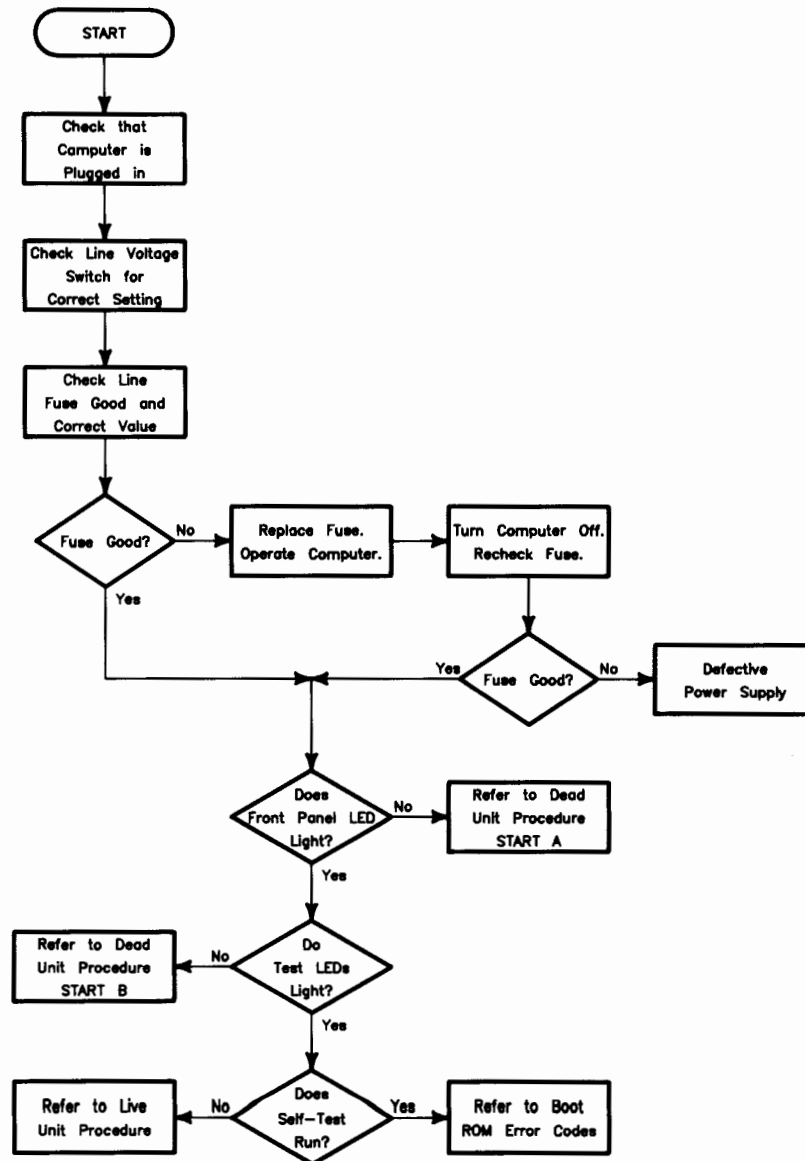 START
Check that
Camputer is
Plugged in
Check Line Voltage
Switch for
Correct Setting
Check Line
Fuse Good and
Correct Value
Fuse Good?
No
Yes
Replace Fuse.
Operate Computer.
Turn Computer Off.
Recheck Fuse.
Fuse Good?
Yes
No
Defective
Power Supply
Does
Front Panel LED
Light?
No
Yes
Refer to Dead
Unit Procedure
START A
Do
Test LEDs
Light?
No
Yes
Refer to Dead
Unit Procedure
START B
Does
Self-Test
Run?
No
Yes
Refer to Live
Unit Procedure
Refer to Boot
ROM Error Codes